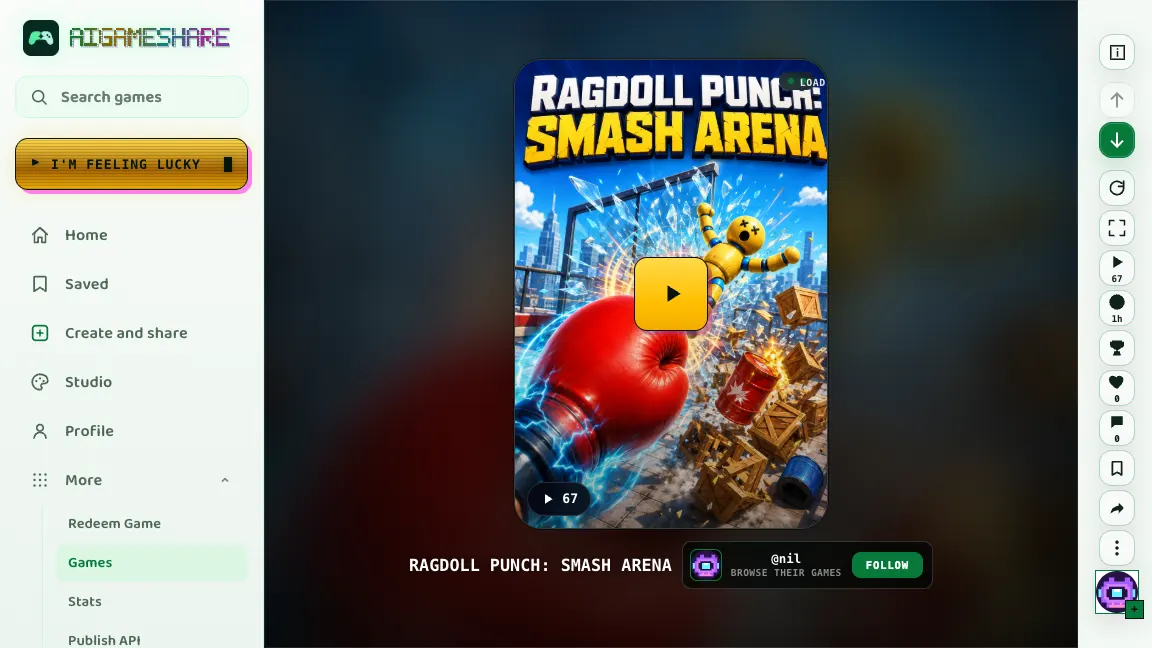 AIGAMESHARE
Search games
I'M FEELING LUCKY
Home
Saved
Create and share
Studio
Profile
More
Redeem Game
Games
Stats
Publish API
LOAD
RAGDOLL PUNCH:
SMASH ARENA
67
RAGDOLL PUNCH: SMASH ARENA
@nil
BROWSE THEIR GAMES
FOLLOW
67
1h
0
0